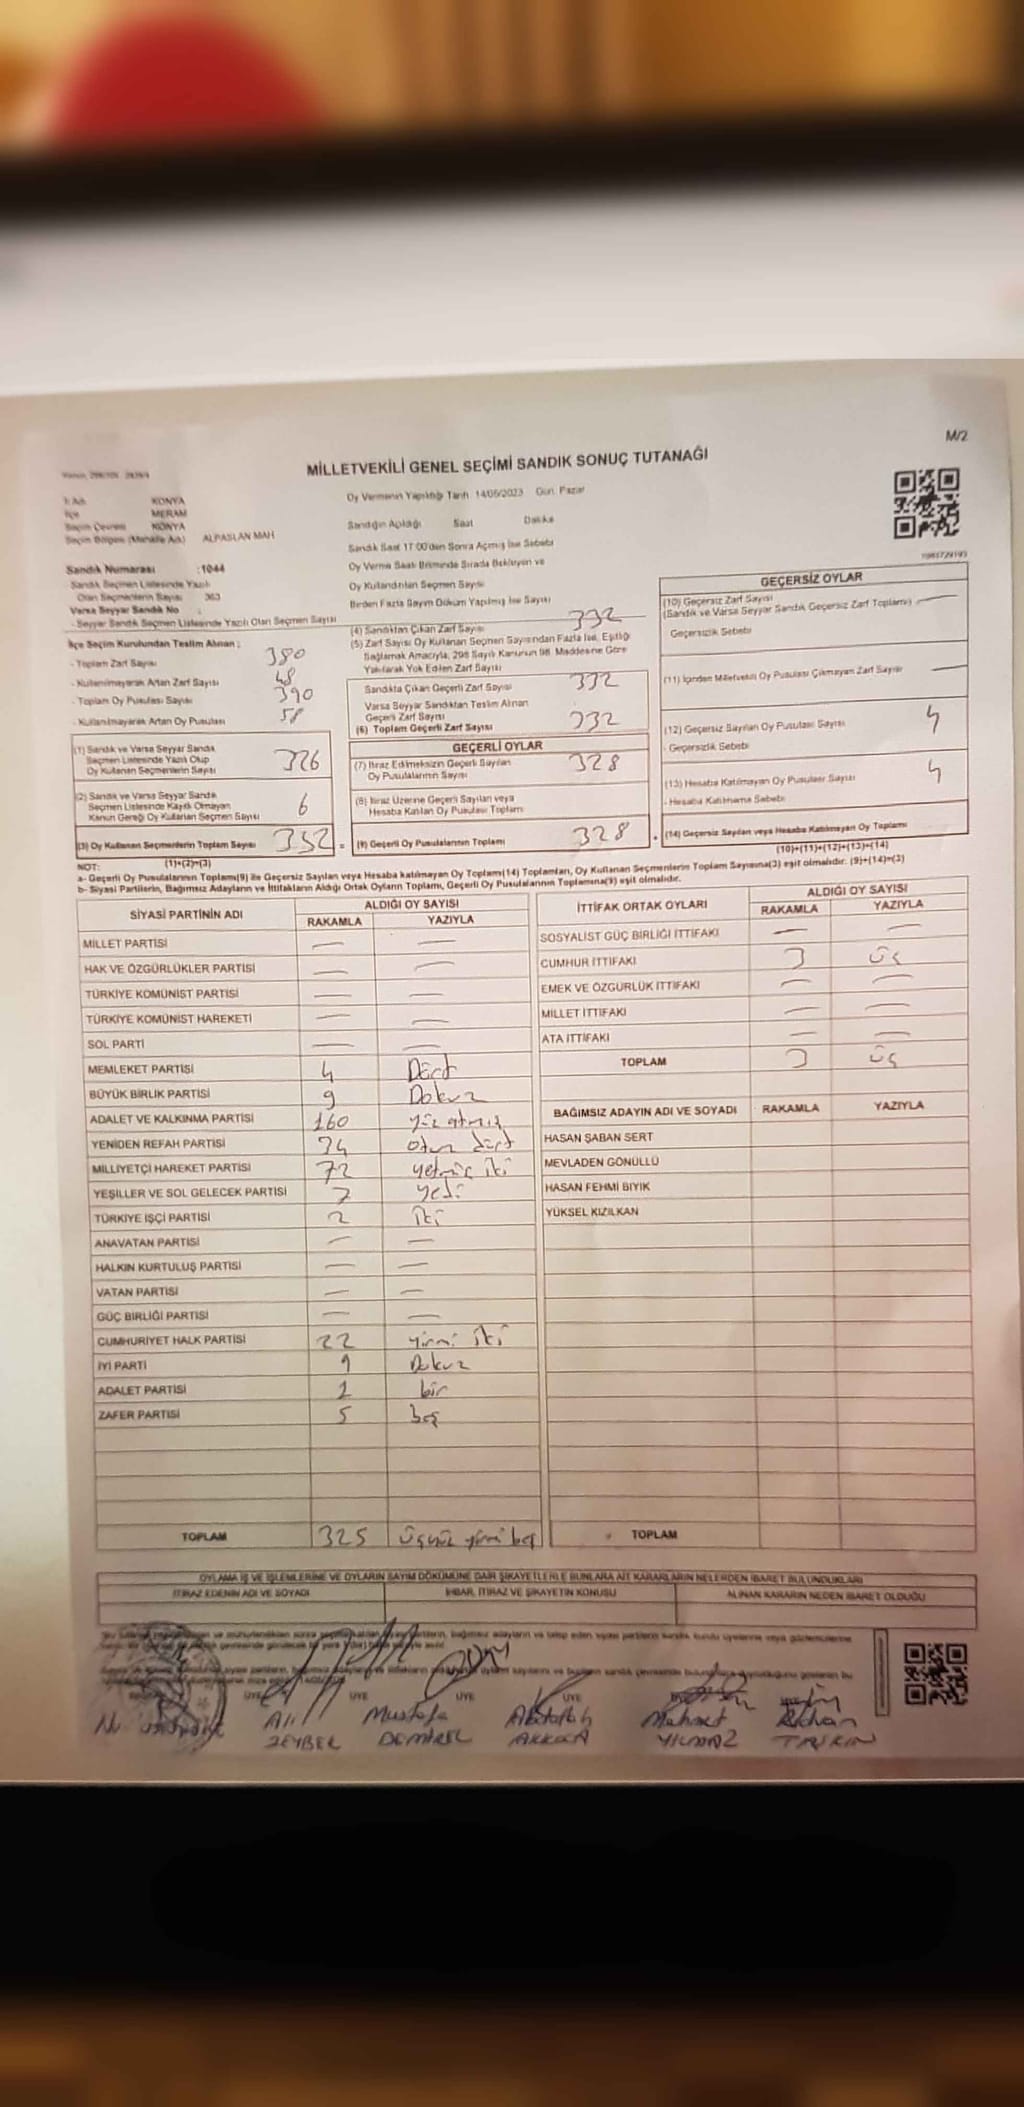 M/2
MİLLETVEKİLİ GENEL SEÇİMİ SANDIK SONUÇ TUTANAĞI
İl Adı KONYA
İlçe MERAM
Seçim Çevresi KONYA
Seçim Bölgesi (Mahalle Adı) ALPASLAN MAH
Sandık Numarası :1044
- Sandık Seçmen Listesinde Yazılı
Olan Seçmenlerin Sayısı 363
Varsa Seyyar Sandık No :
- Seyyar Sandık Seçmen Listesinde Yazılı Olan Seçmen Sayısı
Oy Vermenin Yapıldığı Tarih 14/05/2023 Gün. Pazar
Sandığın Açıldığı Saat Dakika
Sandık Saat 17:00'den Sonra Açmış İse Sebebi
Oy Verme Saati Bitiminde Sırada Bekleyen ve
Oy Kullandırılan Seçmen Sayısı
Birden Fazla Sayım Döküm Yapılmış İse Sayısı
İlçe Seçim Kurulundan Teslim Alınan ;
- Toplam Zarf Sayısı 380
- Kullanılmayarak Artan Zarf Sayısı 48
- Toplam Oy Pusulası Sayısı 390
- Kullanılmayarak Artan Oy Pusulası 58
(1) Sandık ve Varsa Seyyar Sandık
Seçmen Listesinde Yazılı Olup
Oy Kullanan Seçmenlerin Sayısı 326
(2) Sandık ve Varsa Seyyar Sandık
Seçmen Listesinde Kayıtlı Olmayan
Kanun Gereği Oy Kullanan Seçmen Sayısı 6
(3) Oy Kullanan Seçmenlerin Toplam Sayısı 332
(1)+(2)=(3)
(4) Sandıktan Çıkan Zarf Sayısı 332
(5) Zarf Sayısı Oy Kullanan Seçmen Sayısından Fazla İse, Eşitliği
Sağlamak Amacıyla, 298 Sayılı Kanunun 98. Maddesine Göre
Yakılarak Yok Edilen Zarf Sayısı
Sandıkta Çıkan Geçerli Zarf Sayısı 332
Varsa Seyyar Sandıktan Teslim Alınan
Geçerli Zarf Sayısı
(6) Toplam Geçerli Zarf Sayısı 332
GEÇERLİ OYLAR
(7) İtiraz Edilmeksizin Geçerli Sayılan
Oy Pusulalarının Sayısı 328
(8) İtiraz Üzerine Geçerli Sayılan veya
Hesaba Katılan Oy Pusulası Toplamı
(9) Geçerli Oy Pusulalarının Toplamı 328
GEÇERSİZ OYLAR
(10) Geçersiz Zarf Sayısı
(Sandık ve Varsa Seyyar Sandık Geçersiz Zarf Toplamı) —
Geçersizlik Sebebi
(11) İçinden Milletvekili Oy Pusulası Çıkmayan Zarf Sayısı —
(12) Geçersiz Sayılan Oy Pusulası Sayısı 4
- Geçersizlik Sebebi
(13) Hesaba Katılmayan Oy Pusulası Sayısı 4
- Hesaba Katılmama Sebebi
(14) Geçersiz Sayılan veya Hesaba Katılmayan Oy Toplamı
(10)+(11)+(12)+(13)=(14)
NOT:
a- Geçerli Oy Pusulalarının Toplamı(9) ile Geçersiz Sayılan veya Hesaba katılmayan Oy Toplamı(14) Toplamları, Oy Kullanan Seçmenlerin Toplam Sayısına(3) eşit olmalıdır. (9)+(14)=(3)
b- Siyasi Partilerin, Bağımsız Adayların ve İttifakların Aldığı Ortak Oyların Toplamı, Geçerli Oy Pusulalarının Toplamına(9) eşit olmalıdır.
SİYASİ PARTİNİN ADI ALDIĞI OY SAYISI
RAKAMLA YAZIYLA
MİLLET PARTİSİ — —
HAK VE ÖZGÜRLÜKLER PARTİSİ — —
TÜRKİYE KOMÜNİST PARTİSİ — —
TÜRKİYE KOMÜNİST HAREKETİ — —
SOL PARTİ — —
MEMLEKET PARTİSİ 4 Dört
BÜYÜK BİRLİK PARTİSİ 9 Dokuz
ADALET VE KALKINMA PARTİSİ 160 yüz atmış
YENİDEN REFAH PARTİSİ 34 otuz dört
MİLLİYETÇİ HAREKET PARTİSİ 72 yetmiş iki
YEŞİLLER VE SOL GELECEK PARTİSİ 7 yedi
TÜRKİYE İŞÇİ PARTİSİ 2 iki
ANAVATAN PARTİSİ — —
HALKIN KURTULUŞ PARTİSİ — —
VATAN PARTİSİ — —
GÜÇ BİRLİĞİ PARTİSİ — —
CUMHURİYET HALK PARTİSİ 22 yirmi iki
İYİ PARTİ 9 Dokuz
ADALET PARTİSİ 1 bir
ZAFER PARTİSİ 5 beş
TOPLAM 325 Üçyüz yirmi beş
İTTİFAK ORTAK OYLARI ALDIĞI OY SAYISI
RAKAMLA YAZIYLA
SOSYALİST GÜÇ BİRLİĞİ İTTİFAKI — —
CUMHUR İTTİFAKI 3 üç
EMEK VE ÖZGÜRLÜK İTTİFAKI — —
MİLLET İTTİFAKI — —
ATA İTTİFAKI — —
TOPLAM 3 üç
BAĞIMSIZ ADAYIN ADI VE SOYADI RAKAMLA YAZIYLA
HASAN ŞABAN SERT
MEVLADEN GÖNÜLLÜ
HASAN FEHMİ BIYIK
YÜKSEL KIZILKAN
TOPLAM
OYLAMA İŞ VE İŞLEMLERİNE VE OYLARIN SAYIM DÖKÜMÜNE DAİR ŞİKAYETLERLE BUNLARA AİT KARARLARIN NELERDEN İBARET BULUNDUKLARI
İTİRAZ EDENİN ADI VE SOYADI İHBAR, İTİRAZ VE ŞİKAYETİN KONUSU ALINAN KARARIN NEDEN İBARET OLDUĞU
ÜYE ÜYE ÜYE ÜYE
Ali Mustafa Abdullah Mehmet
ZEYBEK DEMİREL AKKOCA YILMAZ